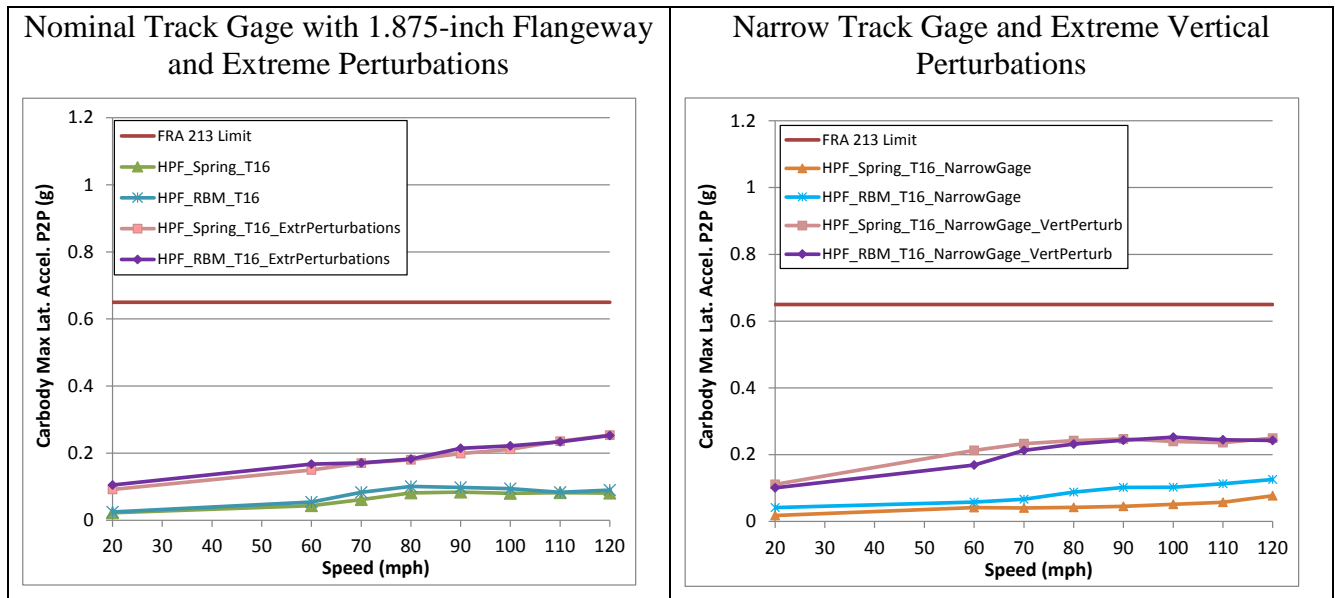 Nominal Track Gage with 1.875-inch Flangeway
and Extreme Perturbations
Carbody Max Lat. Accel. P2P (g)
1.2
1
0.8
0.6
0.4
0.2
0
FRA 213 Limit
HPF_Spring_T16
HPF_RBM_T16
HPF_Spring_T16_ExtrPerturbations
HPF_RBM_T16_ExtrPerturbations
20 30 40 50 60 70 80 90 100 110 120
Speed (mph)
Narrow Track Gage and Extreme Vertical
Perturbations
Carbody Max Lat. Accel. P2P (g)
1.2
1
0.8
0.6
0.4
0.2
0
FRA 213 Limit
HPF_Spring_T16_NarrowGage
HPF_RBM_T16_NarrowGage
HPF_Spring_T16_NarrowGage_VertPerturb
HPF_RBM_T16_NarrowGage_VertPerturb
20 30 40 50 60 70 80 90 100 110 120
Speed (mph)